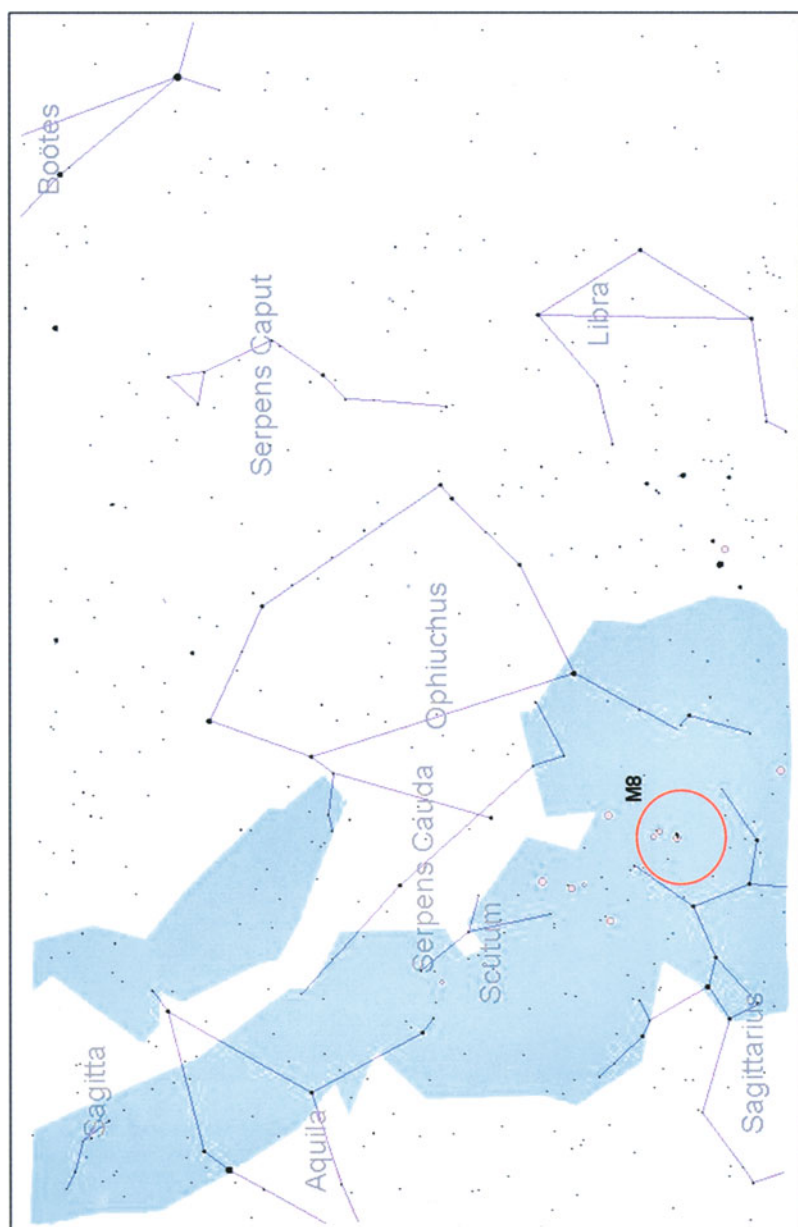 Boötes
Serpens Caput
Libra
Ophiuchus
M8
Serpens Cauda
Scutum
Sagitta
Aquila
Sagittarius